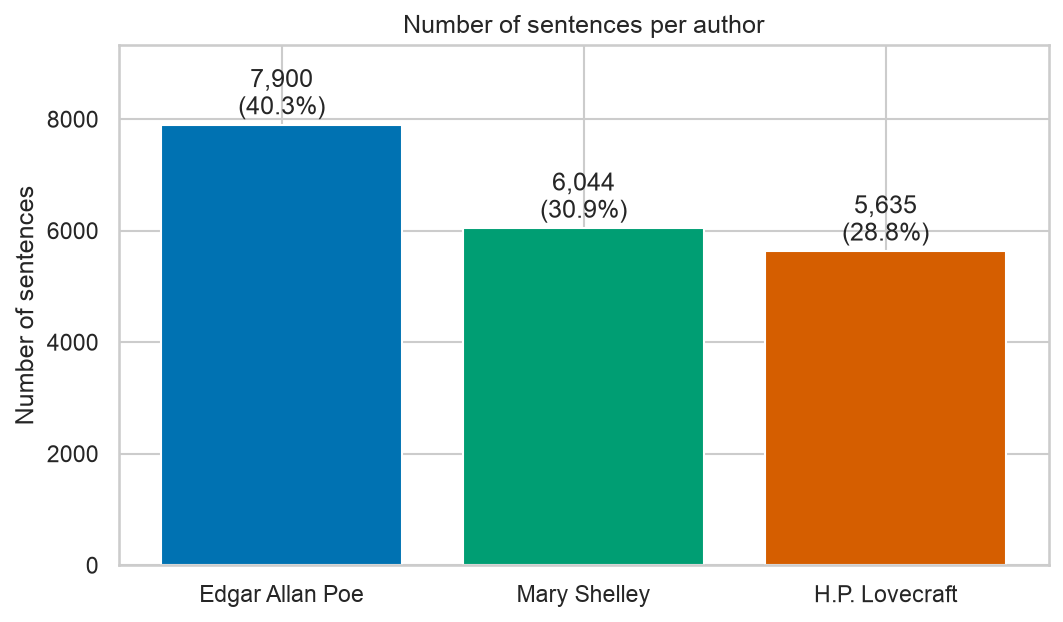 Number of sentences per author
7,900
(40.3%)
6,044
(30.9%)
5,635
(28.8%)
8000
6000
4000
2000
0
Number of sentences
Edgar Allan Poe
Mary Shelley
H.P. Lovecraft